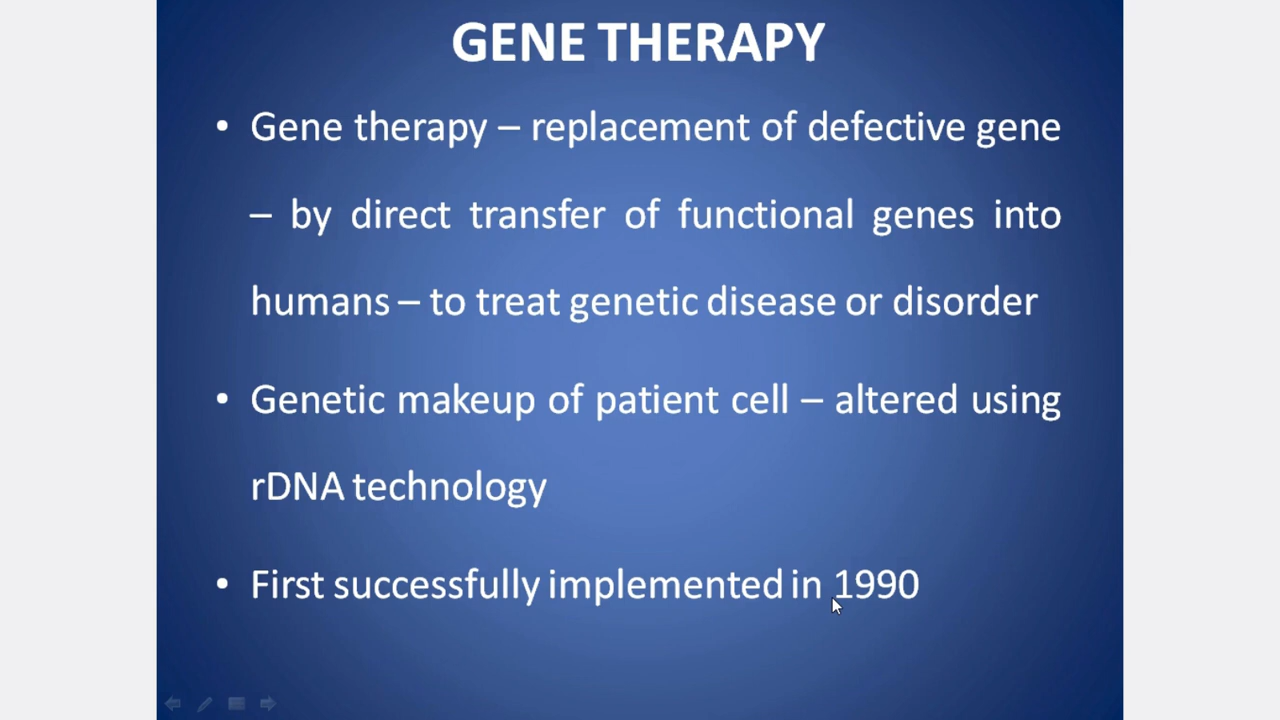 GENE THERAPY
• Gene therapy – replacement of defective gene
– by direct transfer of functional genes into
humans – to treat genetic disease or disorder
• Genetic makeup of patient cell – altered using
rDNA technology
• First successfully implemented in 1990